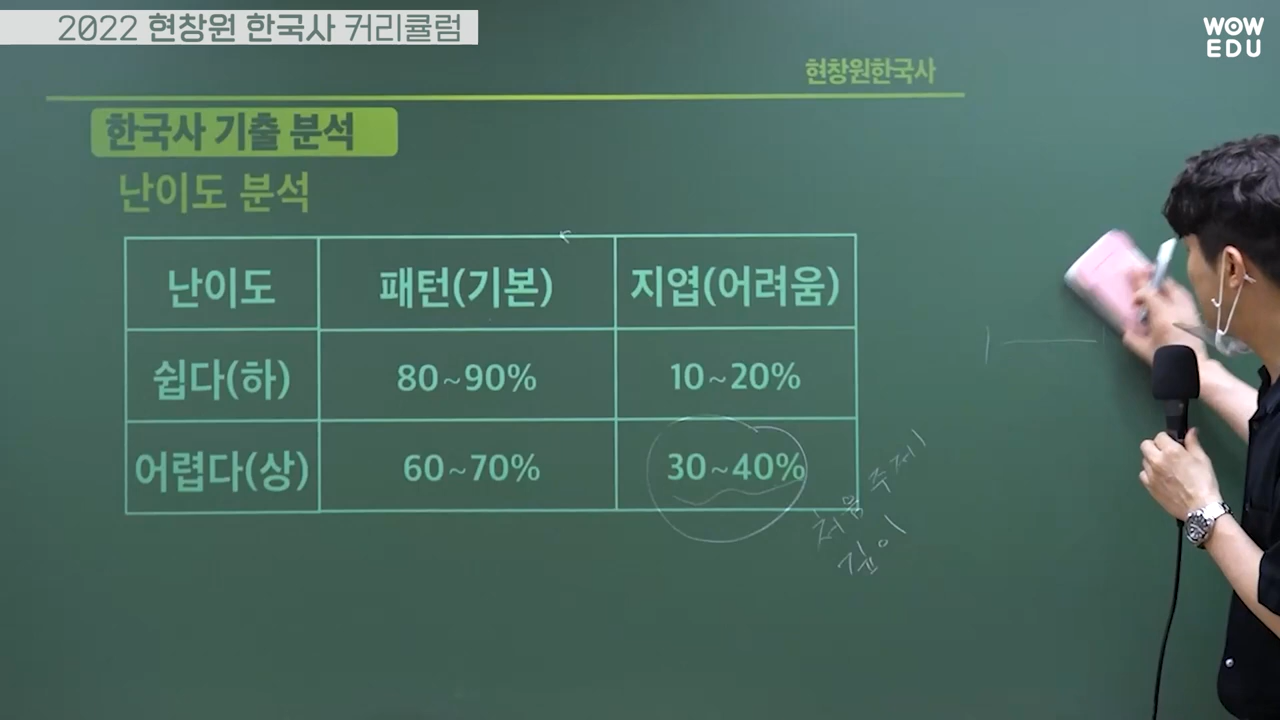 2022 현창원 한국사 커리큘럼
WOW
EDU
현창원한국사
한국사 기출 분석
난이도 분석
난이도 패턴(기본) 지엽(어려움)
쉽다(하) 80~90% 10~20%
어렵다(상) 60~70% 30~40%
처음 주제
깊이